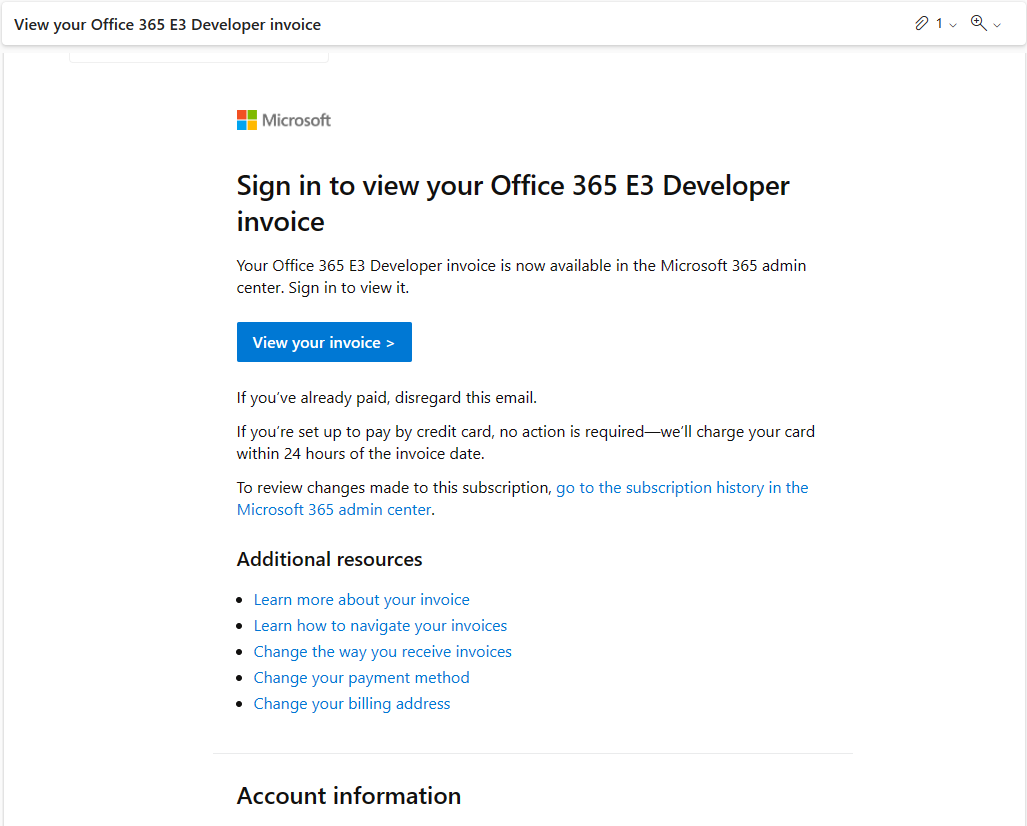 View your Office 365 E3 Developer invoice
1
Microsoft
Sign in to view your Office 365 E3 Developer
invoice
Your Office 365 E3 Developer invoice is now available in the Microsoft 365 admin
center. Sign in to view it.
View your invoice >
If you’ve already paid, disregard this email.
If you’re set up to pay by credit card, no action is required—we’ll charge your card
within 24 hours of the invoice date.
To review changes made to this subscription, go to the subscription history in the
Microsoft 365 admin center.
Additional resources
Learn more about your invoice
Learn how to navigate your invoices
Change the way you receive invoices
Change your payment method
Change your billing address
Account information